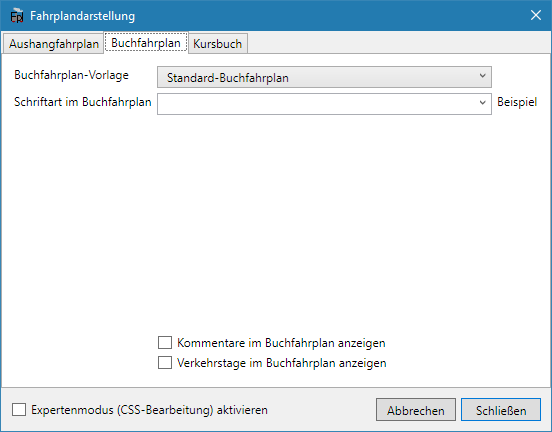 Fpl Fahrplandarstellung
Aushangfahrplan Buchfahrplan Kursbuch
Buchfahrplan-Vorlage Standard-Buchfahrplan
Schriftart im Buchfahrplan Beispiel
Kommentare im Buchfahrplan anzeigen
Verkehrstage im Buchfahrplan anzeigen
Expertenmodus (CSS-Bearbeitung) aktivieren Abbrechen Schließen